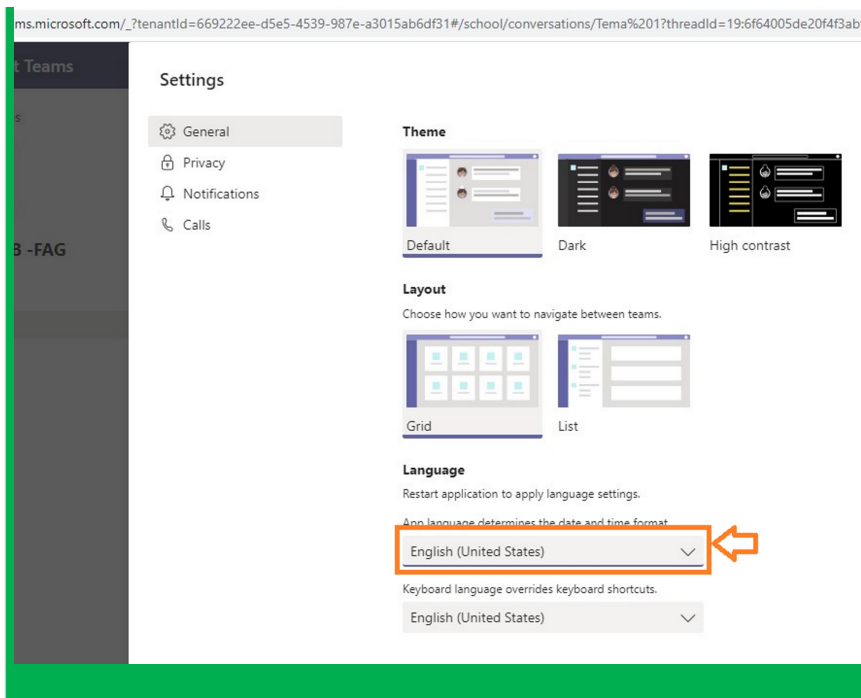 ms.microsoft.com/_?tenantId=669222ee-d5e5-4539-987e-a3015ab6df31#/school/conversations/Tema%201?threadId=19:6f64005de20f4f3ab
t Teams
s
Settings
General
Privacy
Notifications
Calls
B -FAG
Theme
Default
Dark
High contrast
Layout
Choose how you want to navigate between teams.
Grid
List
Language
Restart application to apply language settings.
App language determines the date and time format
English (United States)
Keyboard language overrides keyboard shortcuts.
English (United States)